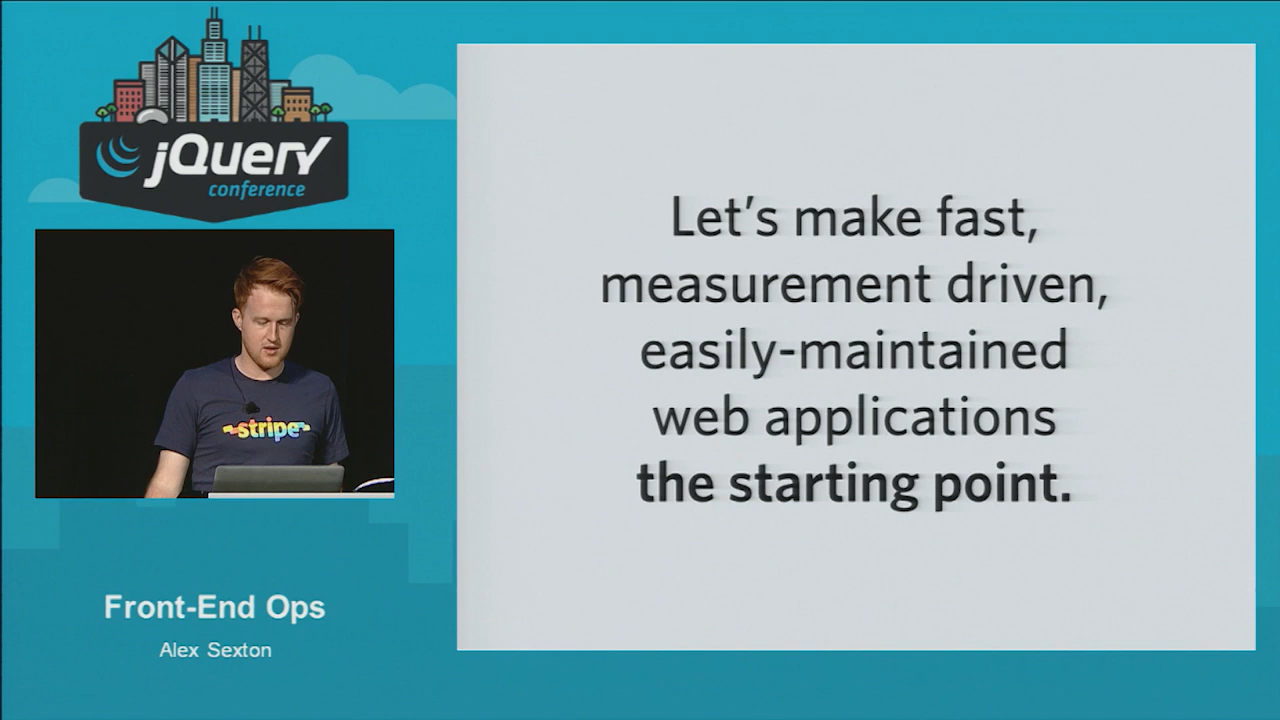 jQuery
conference
stripe
Front-End Ops
Alex Sexton
Let's make fast,
measurement driven,
easily-maintained
web applications
the starting point.